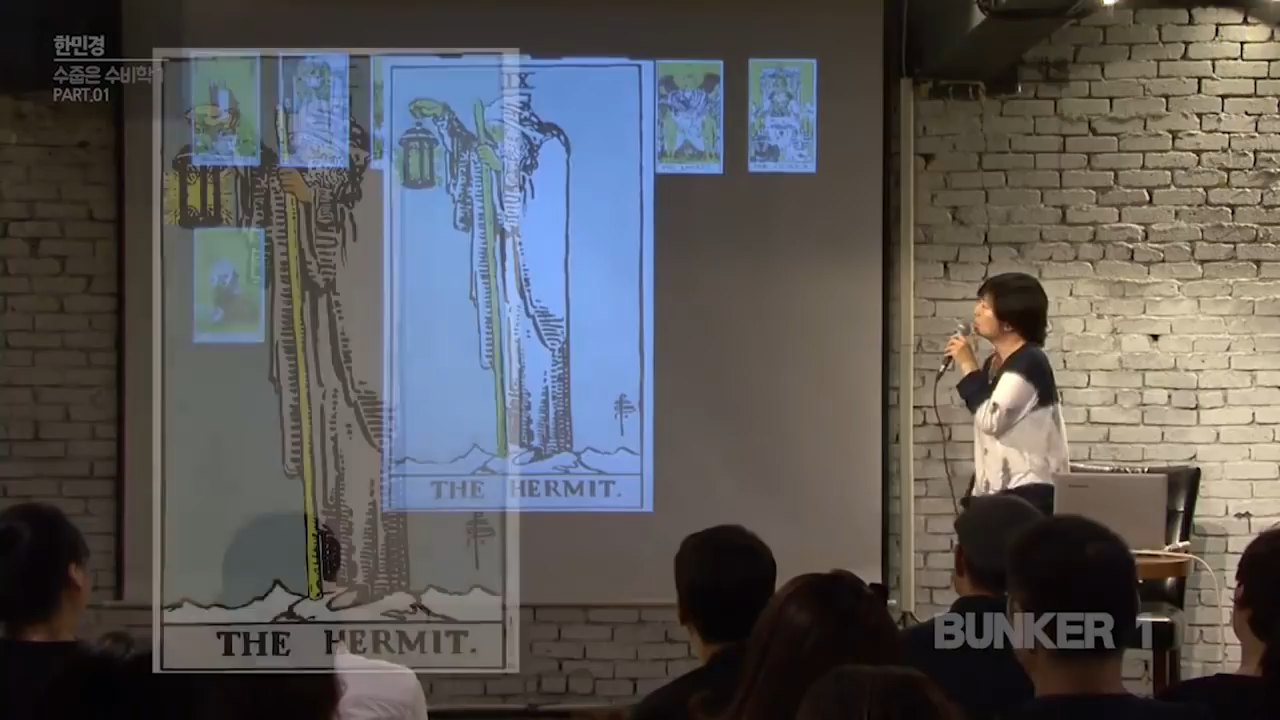 한민경
수줍은 수비학
PART.01
IX
THE HERMIT.
THE HERMIT.
BUNKER 1